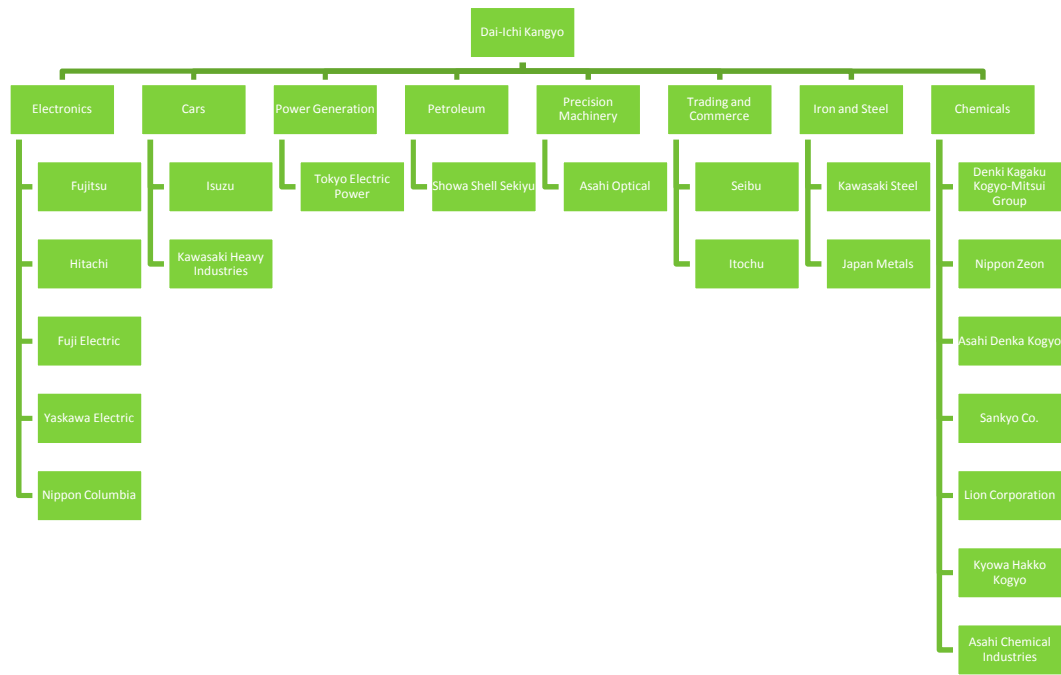 Dai-Ichi Kangyo
Electronics
Cars
Power Generation
Petroleum
Precision
Machinery
Trading and
Commerce
Iron and Steel
Chemicals
Fujitsu
Hitachi
Fuji Electric
Yaskawa Electric
Nippon Columbia
Isuzu
Kawasaki Heavy
Industries
Tokyo Electric
Power
Showa Shell Sekiyu
Asahi Optical
Seibu
Itochu
Kawasaki Steel
Japan Metals
Denki Kagaku
Kogyo-Mitsui
Group
Nippon Zeon
Asahi Denka Kogyo
Sankyo Co.
Lion Corporation
Kyowa Hakko
Kogyo
Asahi Chemical
Industries